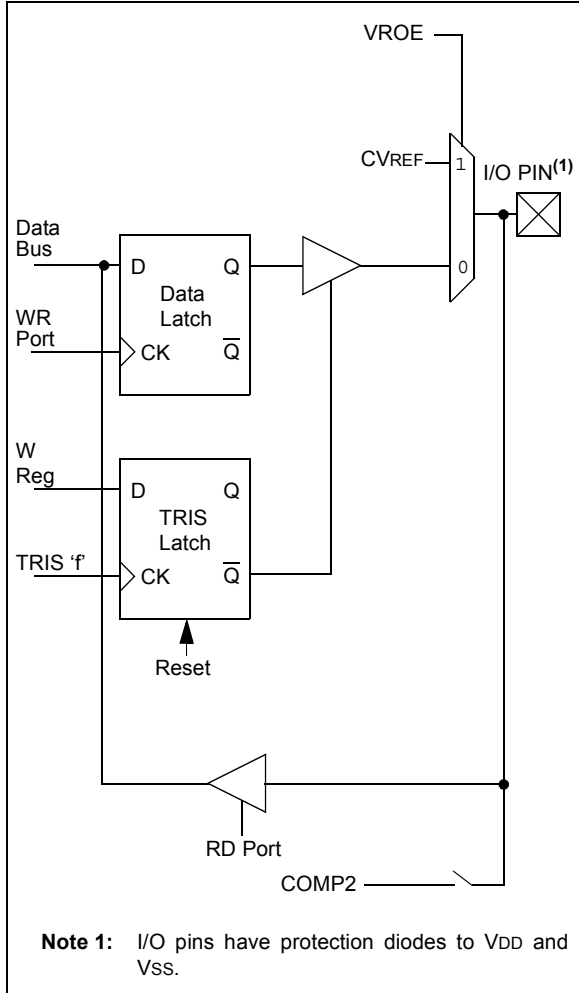 VROE
CVREF
1
I/O PIN(1)
Data
Bus
D
Q
0
Data
Latch
WR
Port
CK
Q
W
Reg
D
Q
TRIS
Latch
TRIS 'f'
CK
Q
Reset
RD Port
COMP2
Note 1: I/O pins have protection diodes to VDD and
VSS.